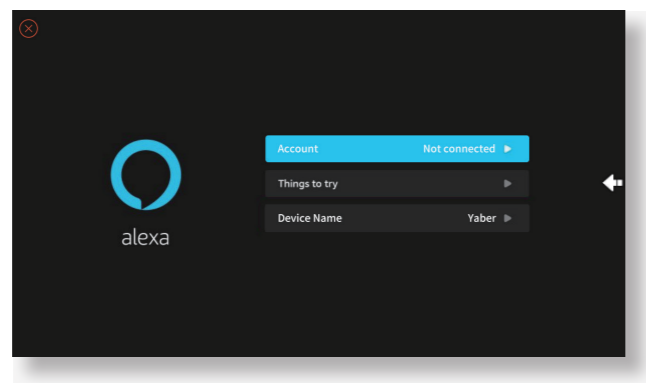 Account Not connected
Things to try
Device Name Yaber
alexa